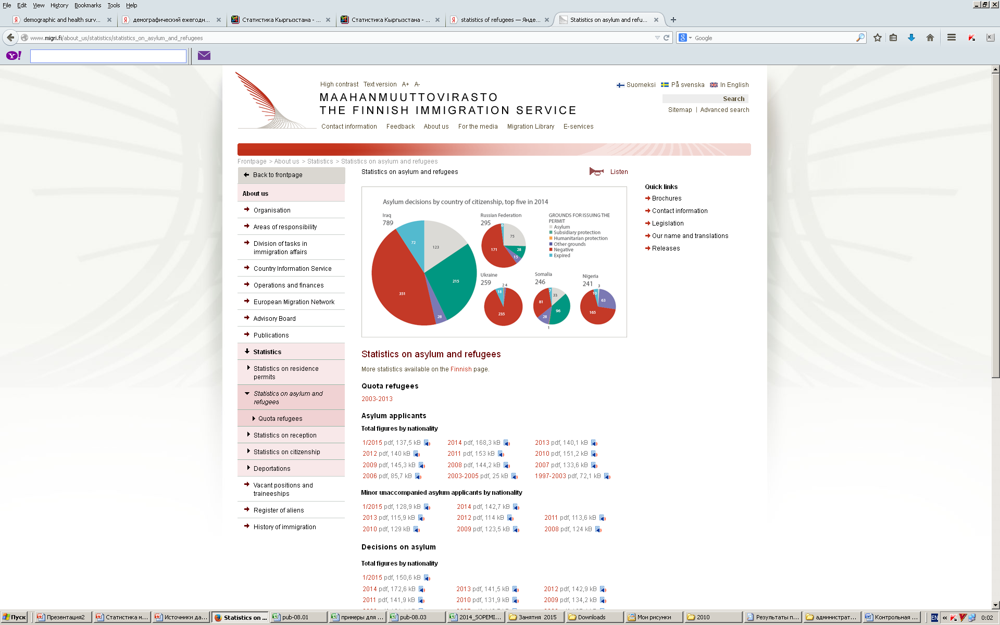 File Edit View History Bookmarks Tools Help
demographic and health surv... демографический ежегодн... Статистика Кыргызстана - ... Статистика Кыргызстана - ... statistics of refugees — Янде... Statistics on asylum and refu...
www.migri.fi/about_us/statistics/statistics_on_asylum_and_refugees
Google
Y!
High contrast Text version A+ A-
Suomeksi På svenska In English
MAAHANMUUTTOVIRASTO
THE FINNISH IMMIGRATION SERVICE
Search
Sitemap | Advanced search
Contact information Feedback About us For the media Migration Library E-services
Frontpage > About us > Statistics > Statistics on asylum and refugees
Back to frontpage
About us
Organisation
Areas of responsibility
Division of tasks in
immigration affairs
Country Information Service
Operations and finances
European Migration Network
Advisory Board
Publications
Statistics
Statistics on residence
permits
Statistics on asylum and
refugees
Quota refugees
Statistics on reception
Statistics on citizenship
Deportations
Vacant positions and
traineeships
Register of aliens
History of immigration
Statistics on asylum and refugees
Listen
Asylum decisions by country of citizenship, top five in 2014
Iraq
789
72
123
215
28
351
Russian Federation
295
6
75
28
15
171
GROUNDS FOR ISSUING THE
PERMIT
Asylum
Subsidiary protection
Humanitarian protection
Other grounds
Negative
Expired
Ukraine
259
2 4
18
235
Somalia
246
7
33
96
1
28
81
Nigeria
241
3
10
63
165
Statistics on asylum and refugees
More statistics available on the Finnish page.
Quota refugees
2003-2013
Asylum applicants
Total figures by nationality
1/2015 pdf, 137,5 kB 2014 pdf, 168,3 kB 2013 pdf, 140,1 kB
2012 pdf, 140 kB 2011 pdf, 153 kB 2010 pdf, 151,2 kB
2009 pdf, 145,3 kB 2008 pdf, 144,2 kB 2007 pdf, 133,6 kB
2006 pdf, 85,7 kB 2003-2005 pdf, 25 kB 1997-2003 pdf, 72,1 kB
Minor unaccompanied asylum applicants by nationality
1/2015 pdf, 128,9 kB 2014 pdf, 142,7 kB
2013 pdf, 115,9 kB 2012 pdf, 114 kB 2011 pdf, 113,6 kB
2010 pdf, 129 kB 2009 pdf, 123,5 kB 2008 pdf, 124 kB
Decisions on asylum
Total figures by nationality
1/2015 pdf, 150,6 kB
2014 pdf, 172,6 kB 2013 pdf, 141,5 kB 2012 pdf, 142,9 kB
2011 pdf, 141,9 kB 2010 pdf, 131,9 kB 2009 pdf, 134,2 kB
Quick links
Brochures
Contact information
Legislation
Our name and translations
Releases
Пуск Презентация2 Статистика м... Источники да... Statistics on ... pub-08.01 примеры для ... pub-08.03 2014_SOPEMI... Занятия 2015 Downloads Мои рисунки 2010 Результаты п... администрат... Контрольная ... EN « 0:02